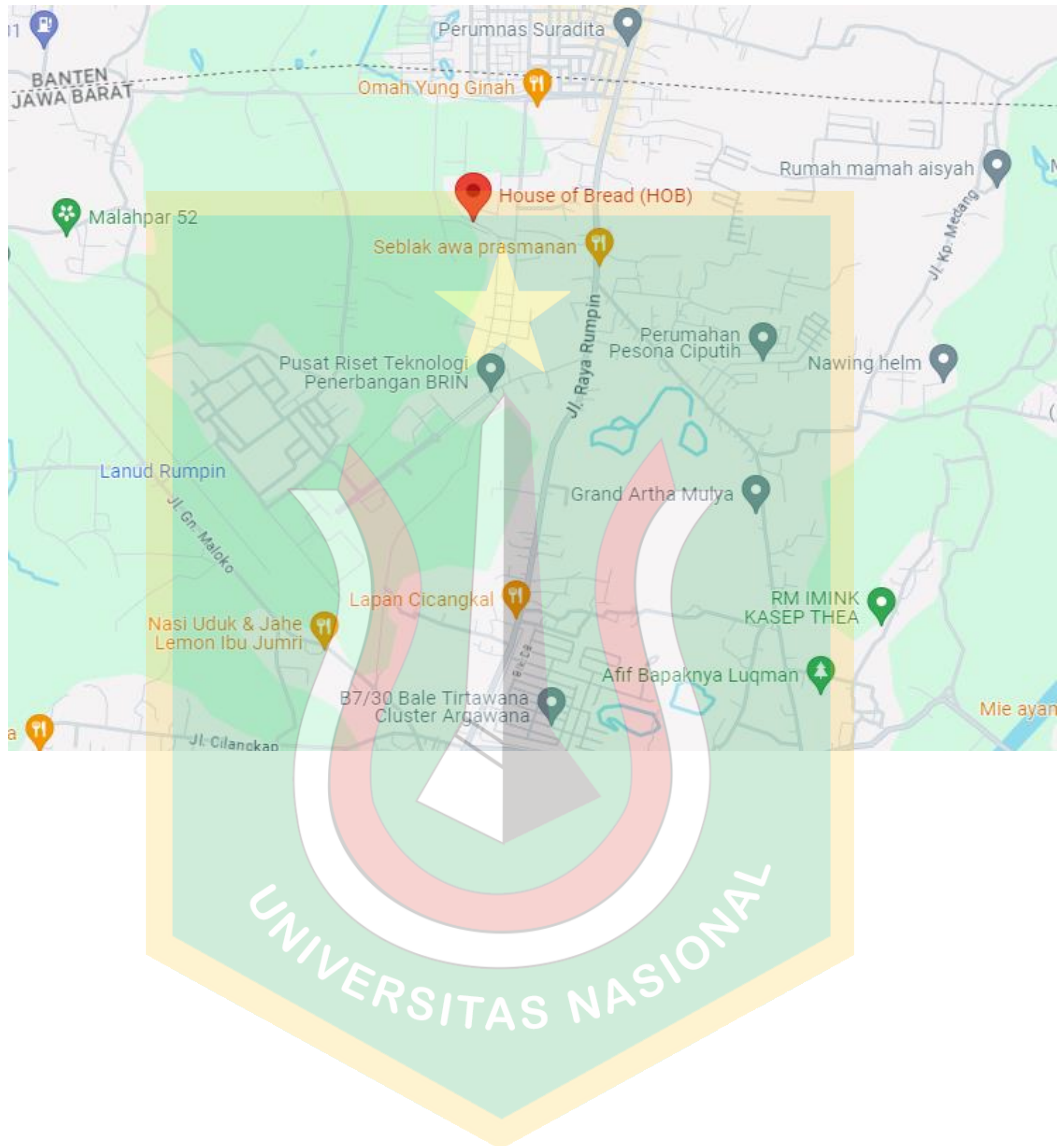 Perumnas Suradita
BANTEN
JAWA BARAT
Omah Yung Ginah
Rumah mamah aisyah
House of Bread (HOB)
Malahpar 52
Seblak awa prasmanan
Jl. Kp. Medang
Jl. Raya Rumpin
Perumahan
Pesona Ciputih
Pusat Riset Teknologi
Penerbangan BRIN
Nawing helm
Lanud Rumpin
Grand Artha Mulya
Jl. Gn. Maloko
Lapan Cicangkal
RM IMINK
KASEP THEA
Nasi Uduk & Jahe
Lemon Ibu Jumri
Afif Bapaknya Luqman
B7/30 Bale Tirtawana
Cluster Argawana
Mie ayam
Jl. Cilangkap
UNIVERSITAS NASIONAL